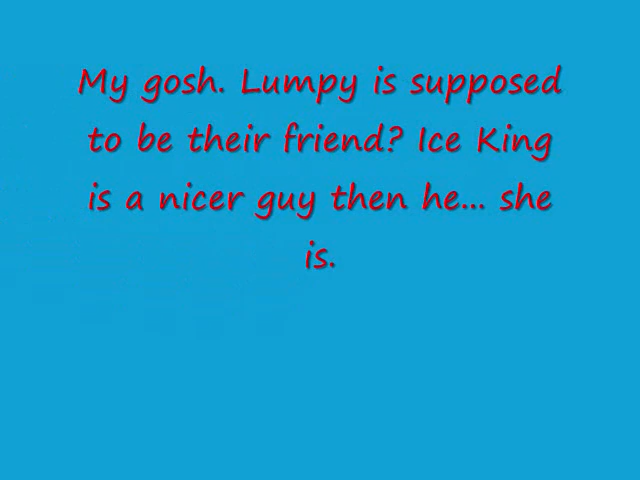 My gosh. Lumpy is supposed
to be their friend? Ice King
is a nicer guy then he... she
is.